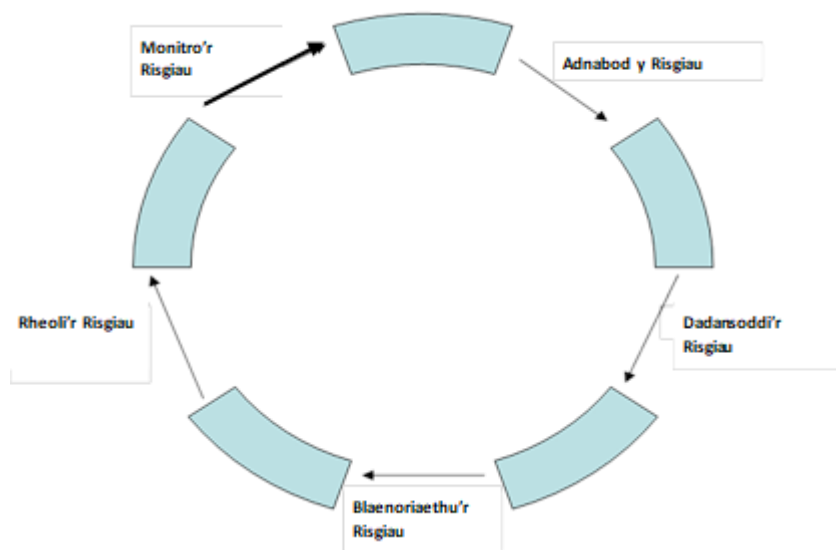 Monitro'r
Risgiau
Adnabod y Risgiau
Dadansoddi'r
Risgiau
Blaenoriaethu'r
Risgiau
Rheoli'r Risgiau